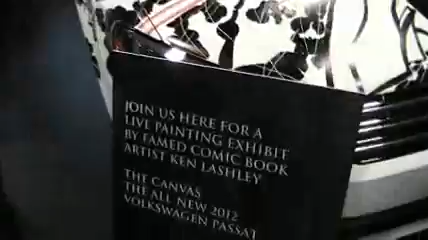 JOIN US HERE FOR A
LIVE PAINTING EXHIBIT
BY FAMED COMIC BOOK
ARTIST KEN LASHLEY
THE CANVAS
THE ALL NEW 2012
VOLKSWAGEN PASSAT